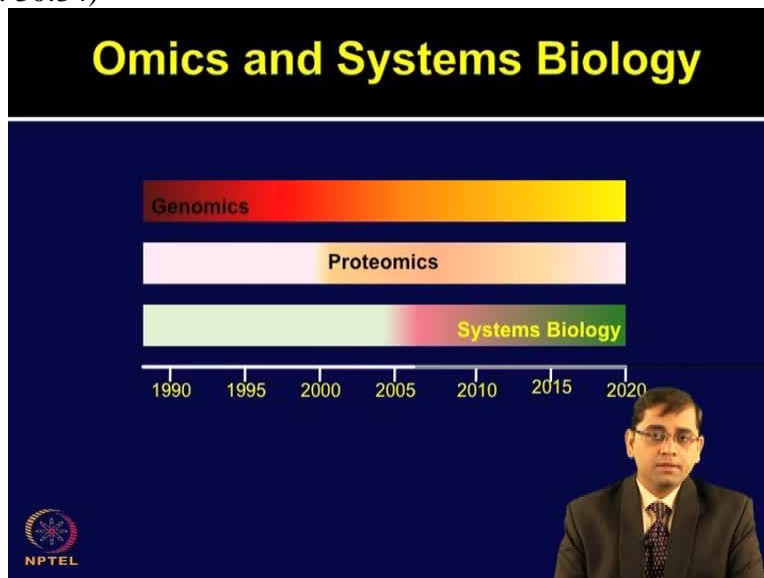 Omics and Systems Biology
Genomics
Proteomics
Systems Biology
1990 1995 2000 2005 2010 2015 2020
NPTEL